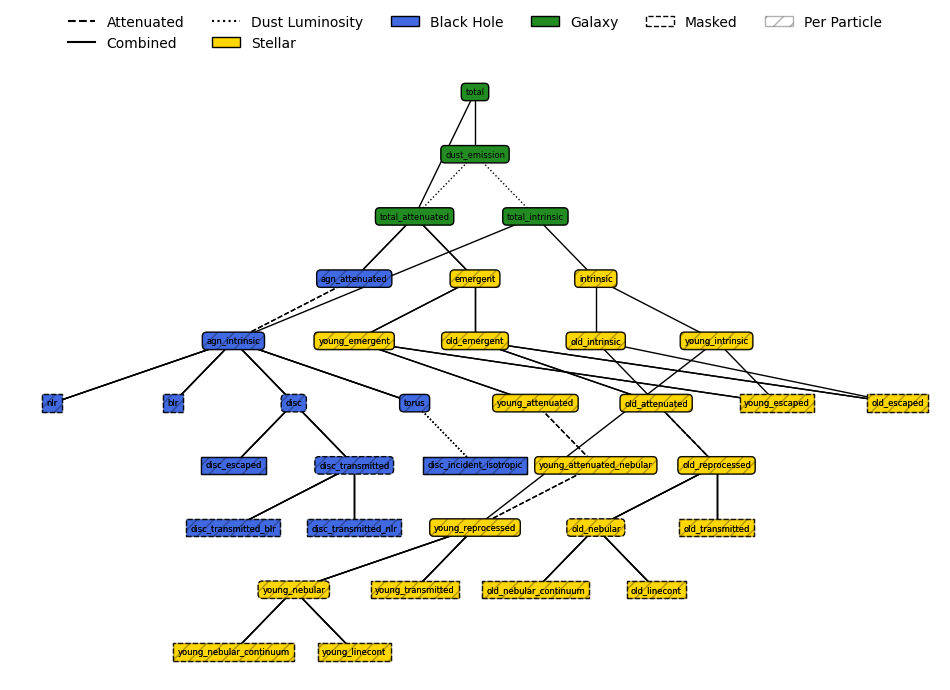 Attenuated Dust Luminosity Black Hole Galaxy Masked Per Particle
Combined Stellar
total
dust_emission
total_attenuated total_intrinsic
agn_attenuated emergent intrinsic
agn_intrinsic young_emergent old_emergent old_intrinsic young_intrinsic
nlr blr disc torus young_attenuated old_attenuated young_escaped old_escaped
disc_escaped disc_transmitted disc_incident_isotropic young_attenuated_nebular old_reprocessed
disc_transmitted_blr disc_transmitted_nlr young_reprocessed old_nebular old_transmitted
young_nebular young_transmitted old_nebular_continuum old_linecont
young_nebular_continuum young_linecont